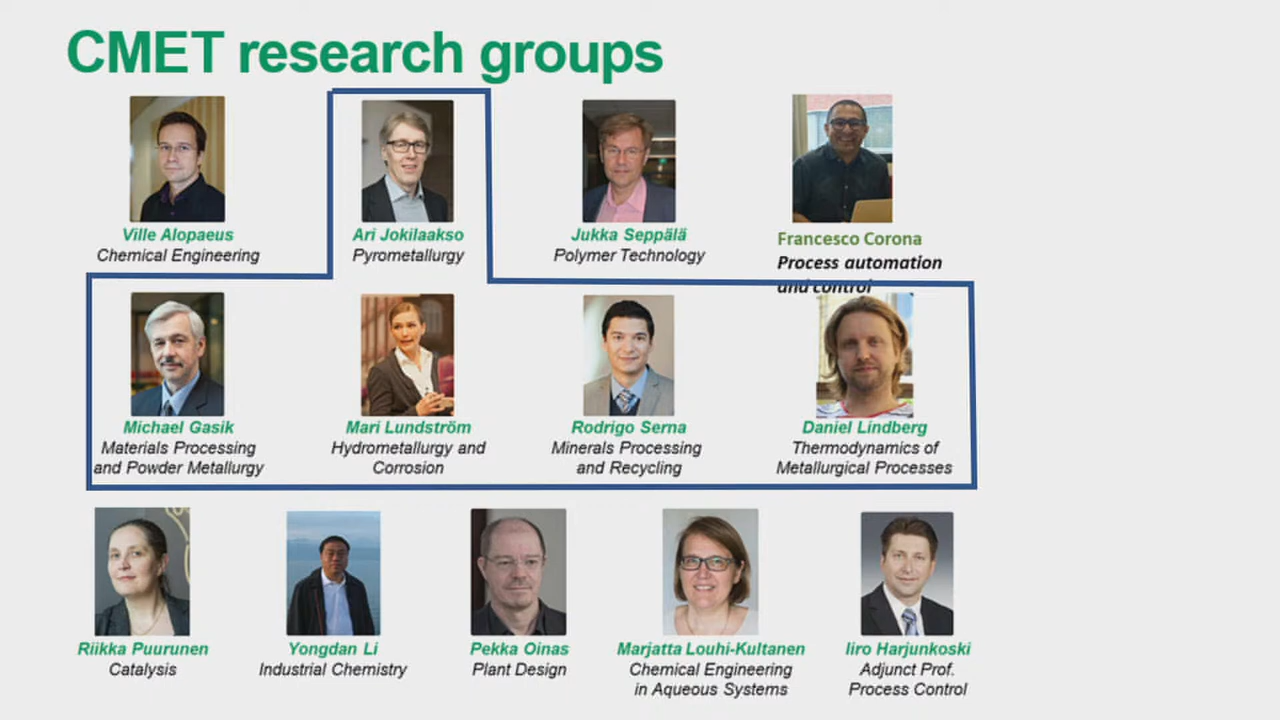 CMET research groups
Ville Alopaeus
Chemical Engineering
Ari Jokilaakso
Pyrometallurgy
Jukka Seppälä
Polymer Technology
Francesco Corona
Process automation
and control
Michael Gasik
Materials Processing
and Powder Metallurgy
Mari Lundström
Hydrometallurgy and
Corrosion
Rodrigo Serna
Minerals Processing
and Recycling
Daniel Lindberg
Thermodynamics of
Metallurgical Processes
Riikka Puurunen
Catalysis
Yongdan Li
Industrial Chemistry
Pekka Oinas
Plant Design
Marjatta Louhi-Kultanen
Chemical Engineering
in Aqueous Systems
Iiro Harjunkoski
Adjunct Prof.
Process Control